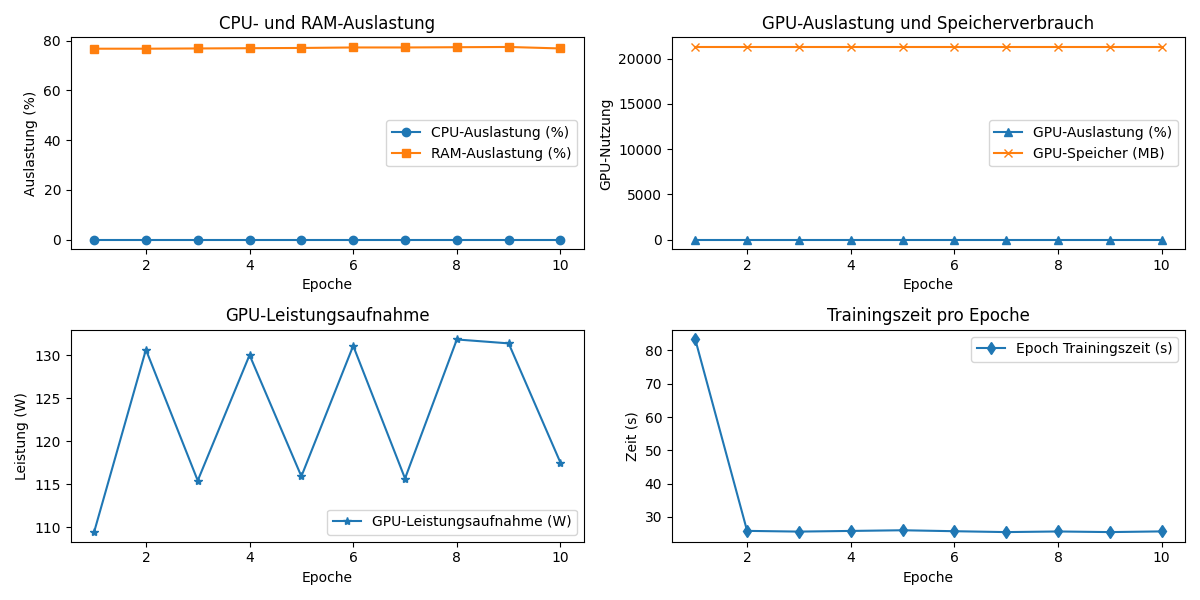 CPU- und RAM-Auslastung
Auslastung (%)
80
60
40
20
0
CPU-Auslastung (%)
RAM-Auslastung (%)
2 4 6 8 10
Epoche
GPU-Auslastung und Speicherverbrauch
GPU-Nutzung
20000
15000
10000
5000
0
GPU-Auslastung (%)
GPU-Speicher (MB)
2 4 6 8 10
Epoche
GPU-Leistungsaufnahme
Leistung (W)
130
125
120
115
110
GPU-Leistungsaufnahme (W)
2 4 6 8 10
Epoche
Trainingszeit pro Epoche
Zeit (s)
80
70
60
50
40
30
Epoch Trainingszeit (s)
2 4 6 8 10
Epoche